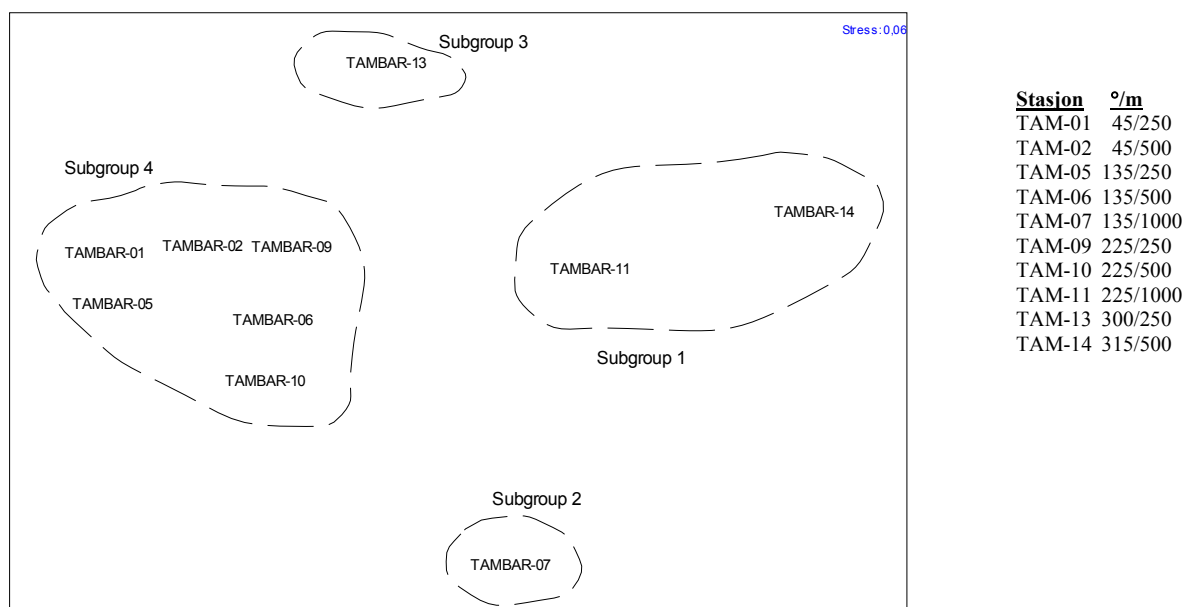 Stress: 0,06
Subgroup 3
TAMBAR-13
Subgroup 4
TAMBAR-14
TAMBAR-01
TAMBAR-02
TAMBAR-09
TAMBAR-11
TAMBAR-05
TAMBAR-06
Subgroup 1
TAMBAR-10
Subgroup 2
TAMBAR-07
Stasjon °/m
TAM-01 45/250
TAM-02 45/500
TAM-05 135/250
TAM-06 135/500
TAM-07 135/1000
TAM-09 225/250
TAM-10 225/500
TAM-11 225/1000
TAM-13 300/250
TAM-14 315/500